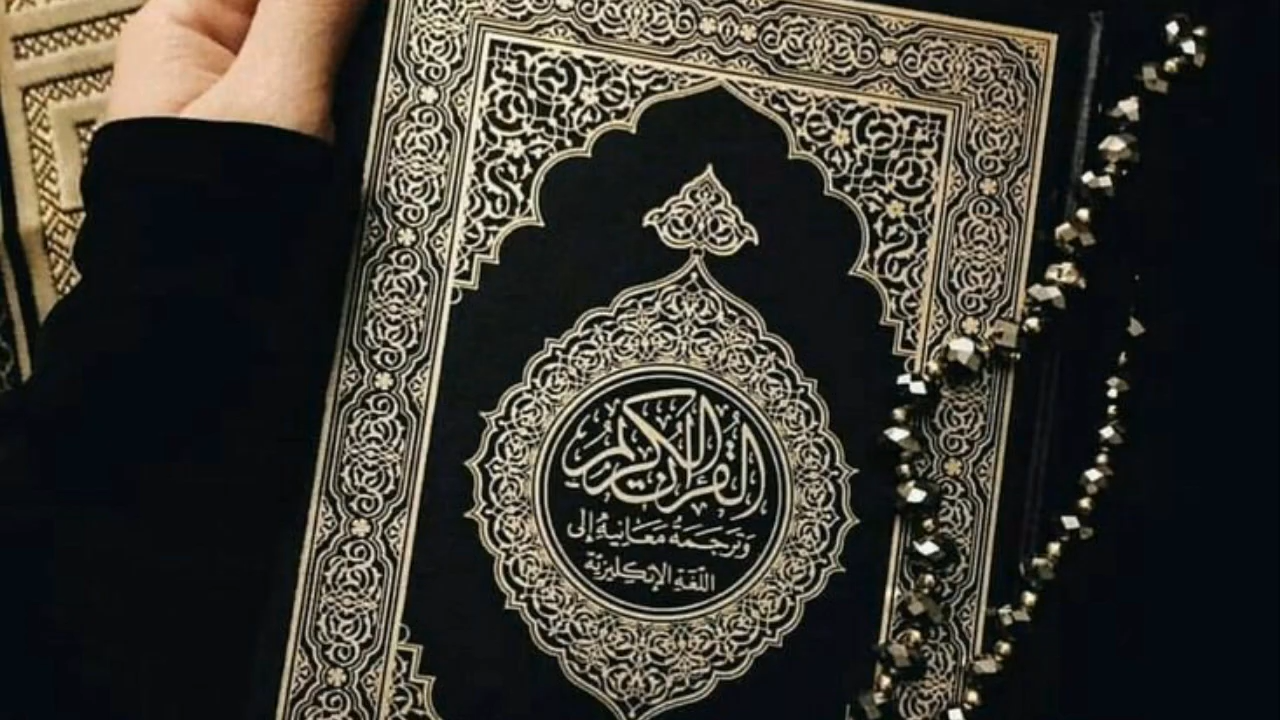 القرآن الكريم
وترجمة معانيه إلى
اللغة الإنكليزية